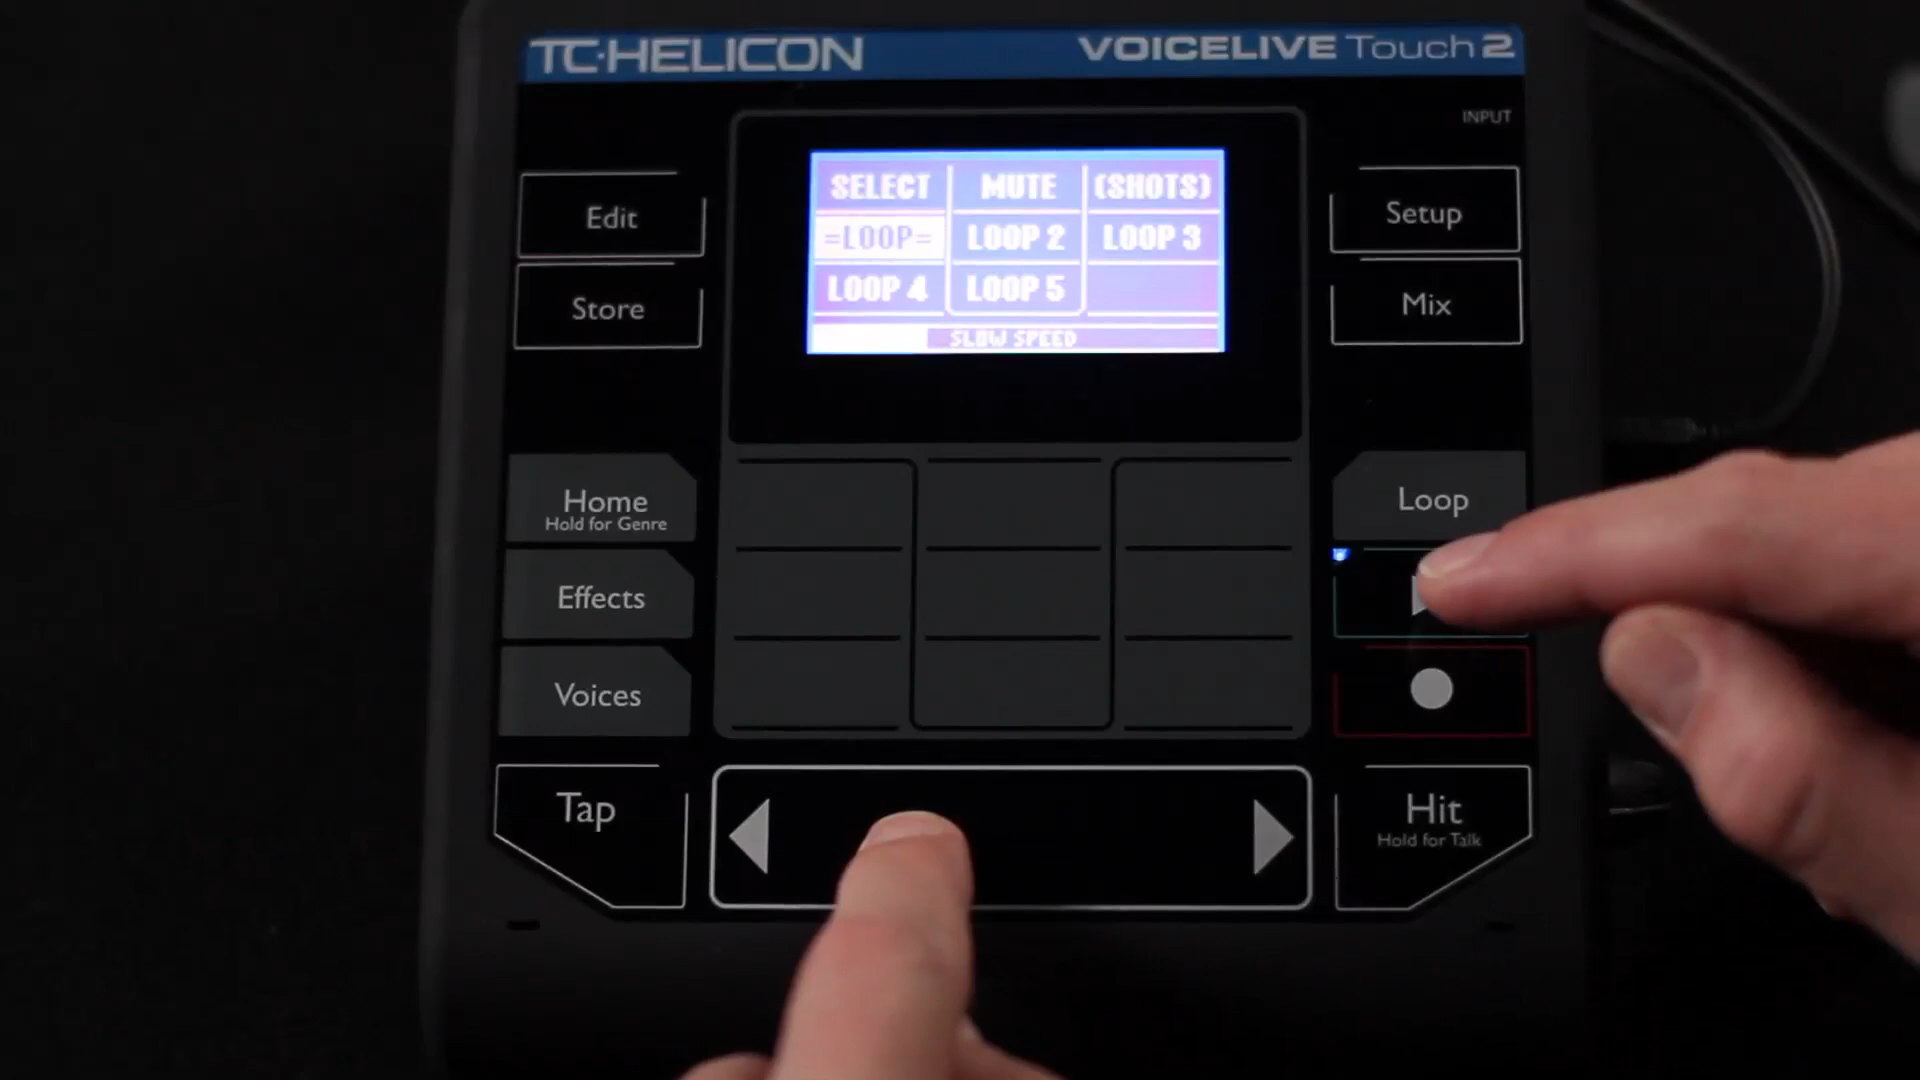 TC·HELICON
VOICELIVE Touch 2
INPUT
SELECT MUTE (SHOTS)
=LOOP= LOOP 2 LOOP 3
LOOP 4 LOOP 5
SLOW SPEED
Edit
Store
Setup
Mix
Home
Hold for Genre
Effects
Voices
Loop
Tap
Hit
Hold for Talk